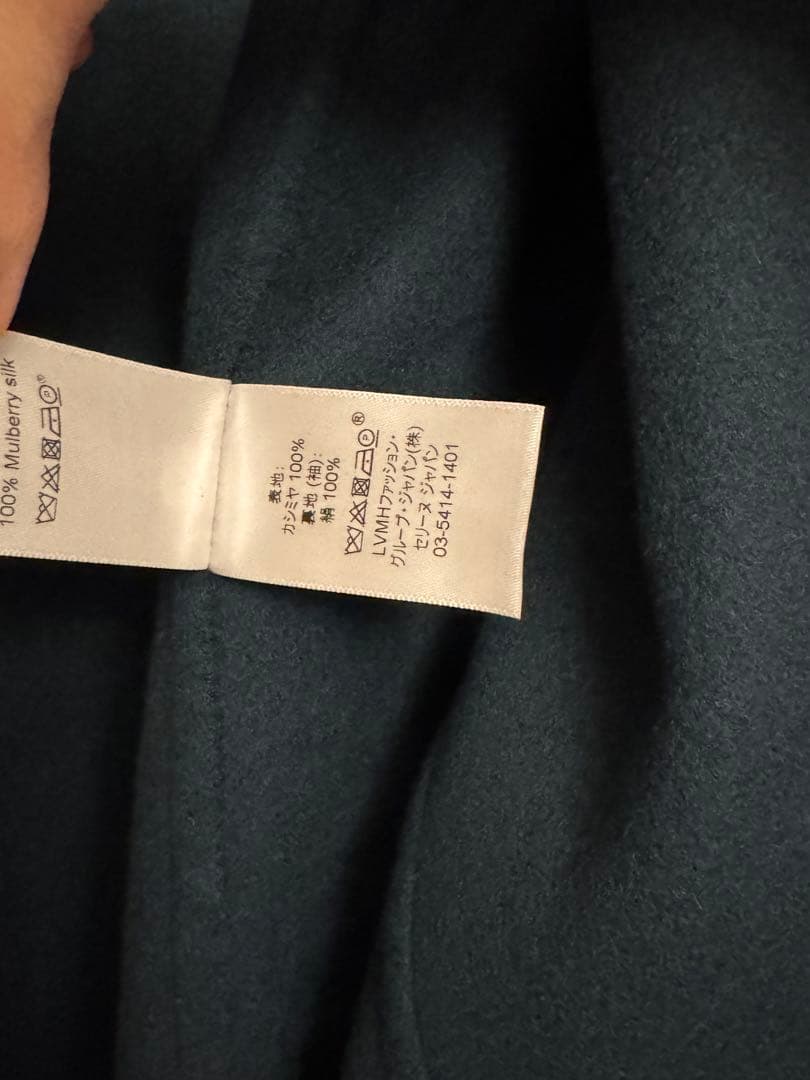 100% Mulberry silk
P
®
表地:
カシミヤ 100%
裏地 (袖):
絹 100%
P
®
LVMHファッション・
グループ・ジャパン(株)
セリーヌ ジャパン
03-5414-1401